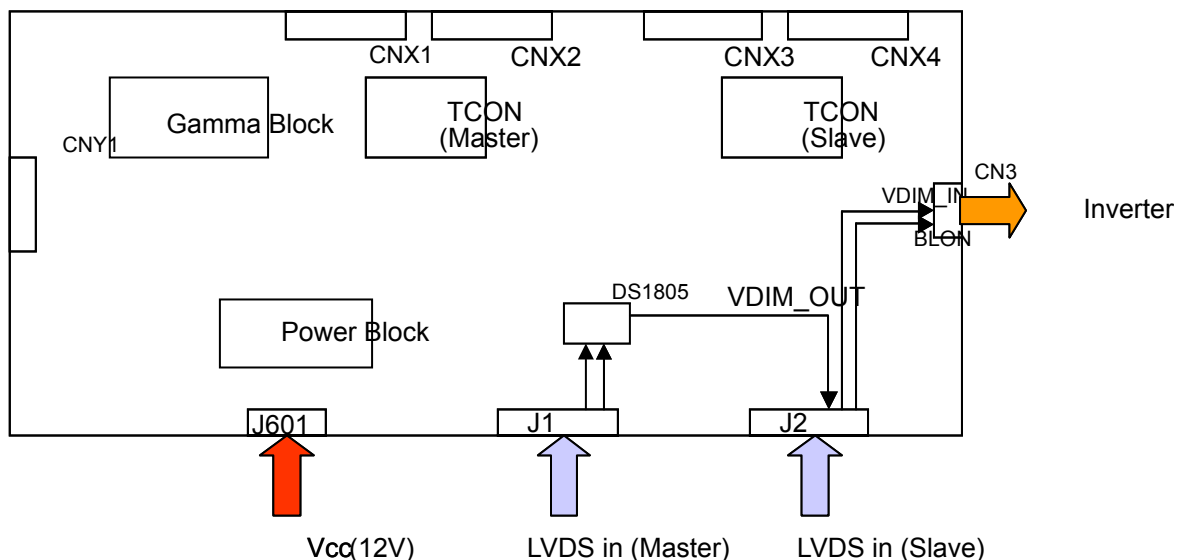 CNX1
CNX2
CNX3
CNX4
Gamma Block
TCON
(Master)
TCON
(Slave)
CNY1
CN3
VDIM_IN
Inverter
BLON
DS1805
VDIM_OUT
Power Block
J601
J1
J2
Vcc(12V)
LVDS in (Master)
LVDS in (Slave)